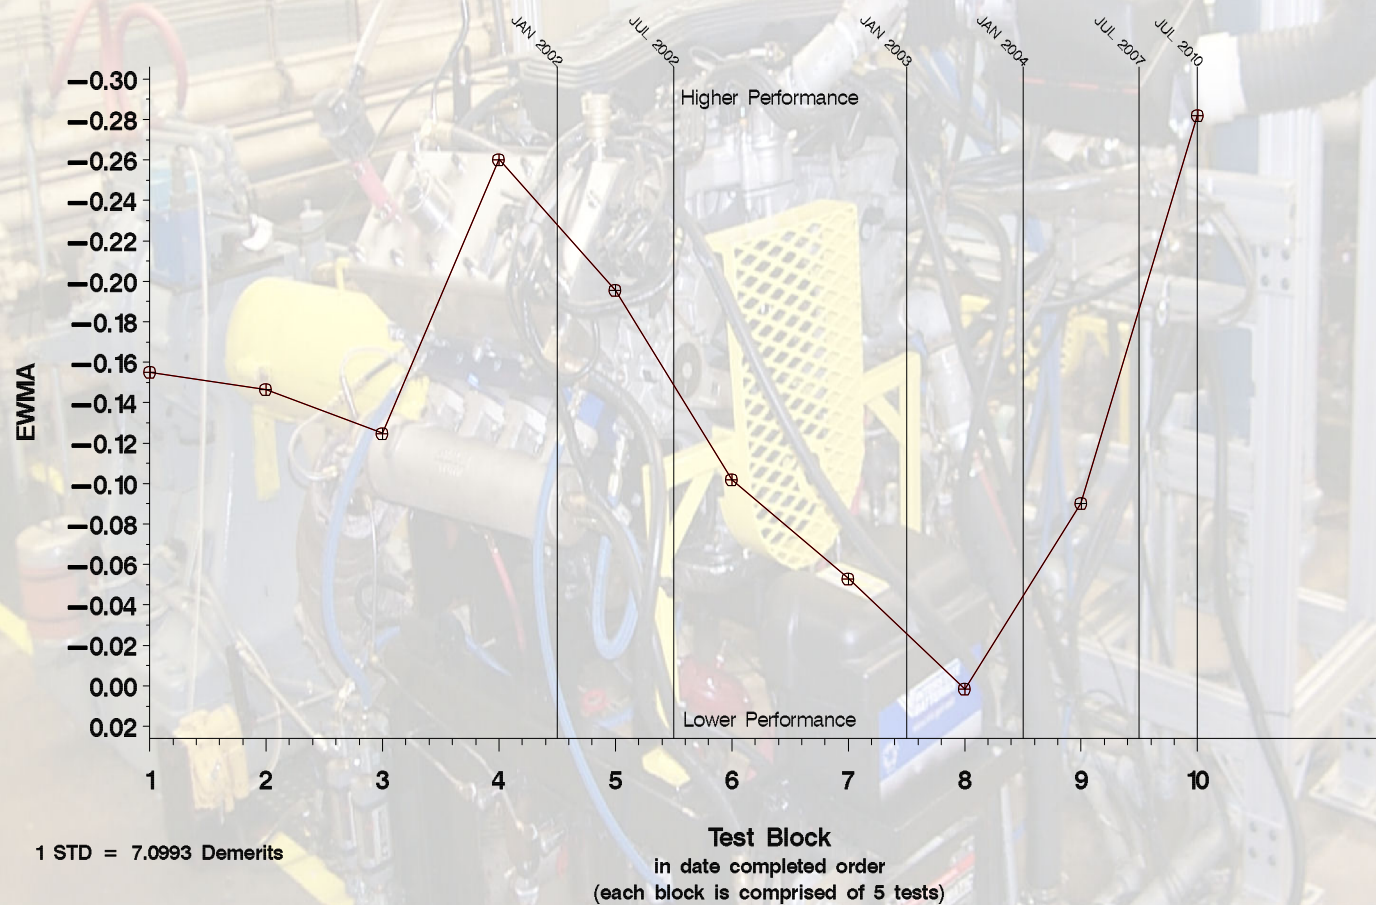 JAN 2002
JUL 2002
JAN 2003
JAN 2004
JUL 2007
JUL 2010
Higher Performance
−0.30
−0.28
−0.26
−0.24
−0.22
−0.20
−0.18
−0.16
−0.14
−0.12
−0.10
−0.08
−0.06
−0.04
−0.02
0.00
0.02
EWMA
Lower Performance
1 2 3 4 5 6 7 8 9 10
Test Block
in date completed order
(each block is comprised of 5 tests)
1 STD = 7.0993 Demerits